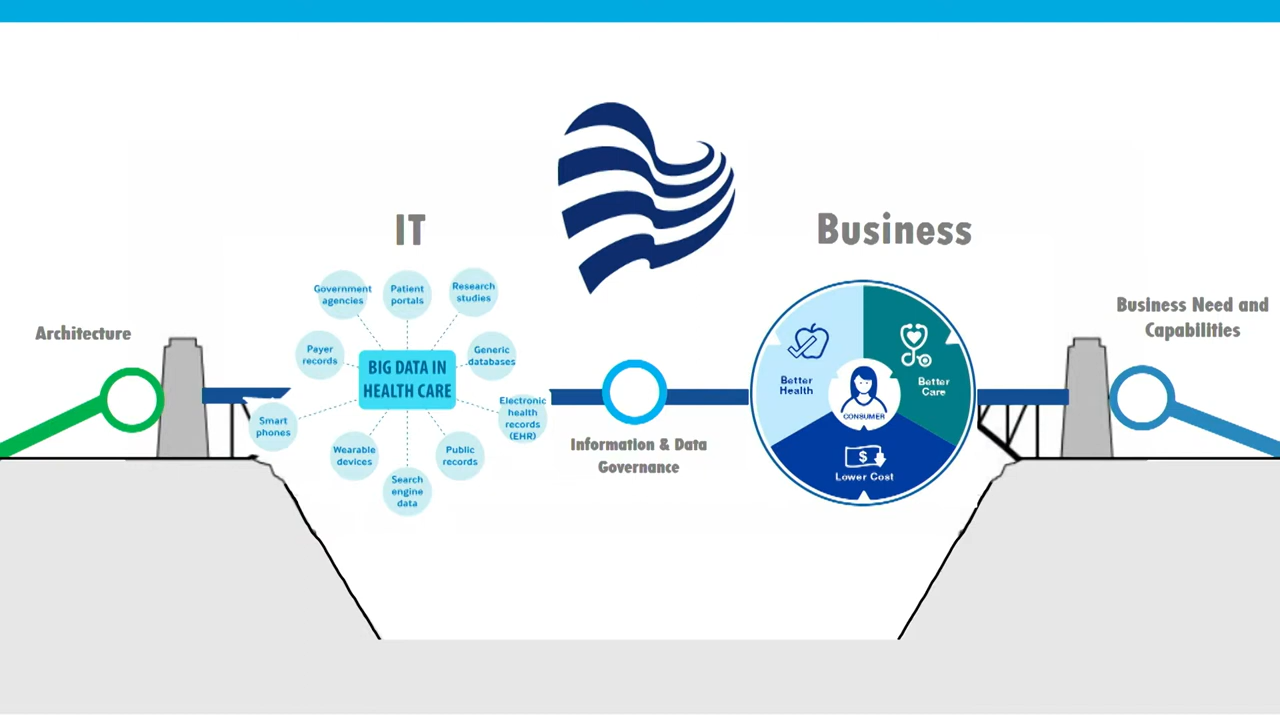 IT
Business
Architecture
Government
agencies
Patient
portals
Research
studies
Payer
records
BIG DATA IN
HEALTH CARE
Generic
databases
Smart
phones
Electronic
health
records
(EHR)
Wearable
devices
Search
engine
data
Public
records
Information & Data
Governance
Better
Health
Better
Care
CONSUMER
$
Lower Cost
Business Need and
Capabilities